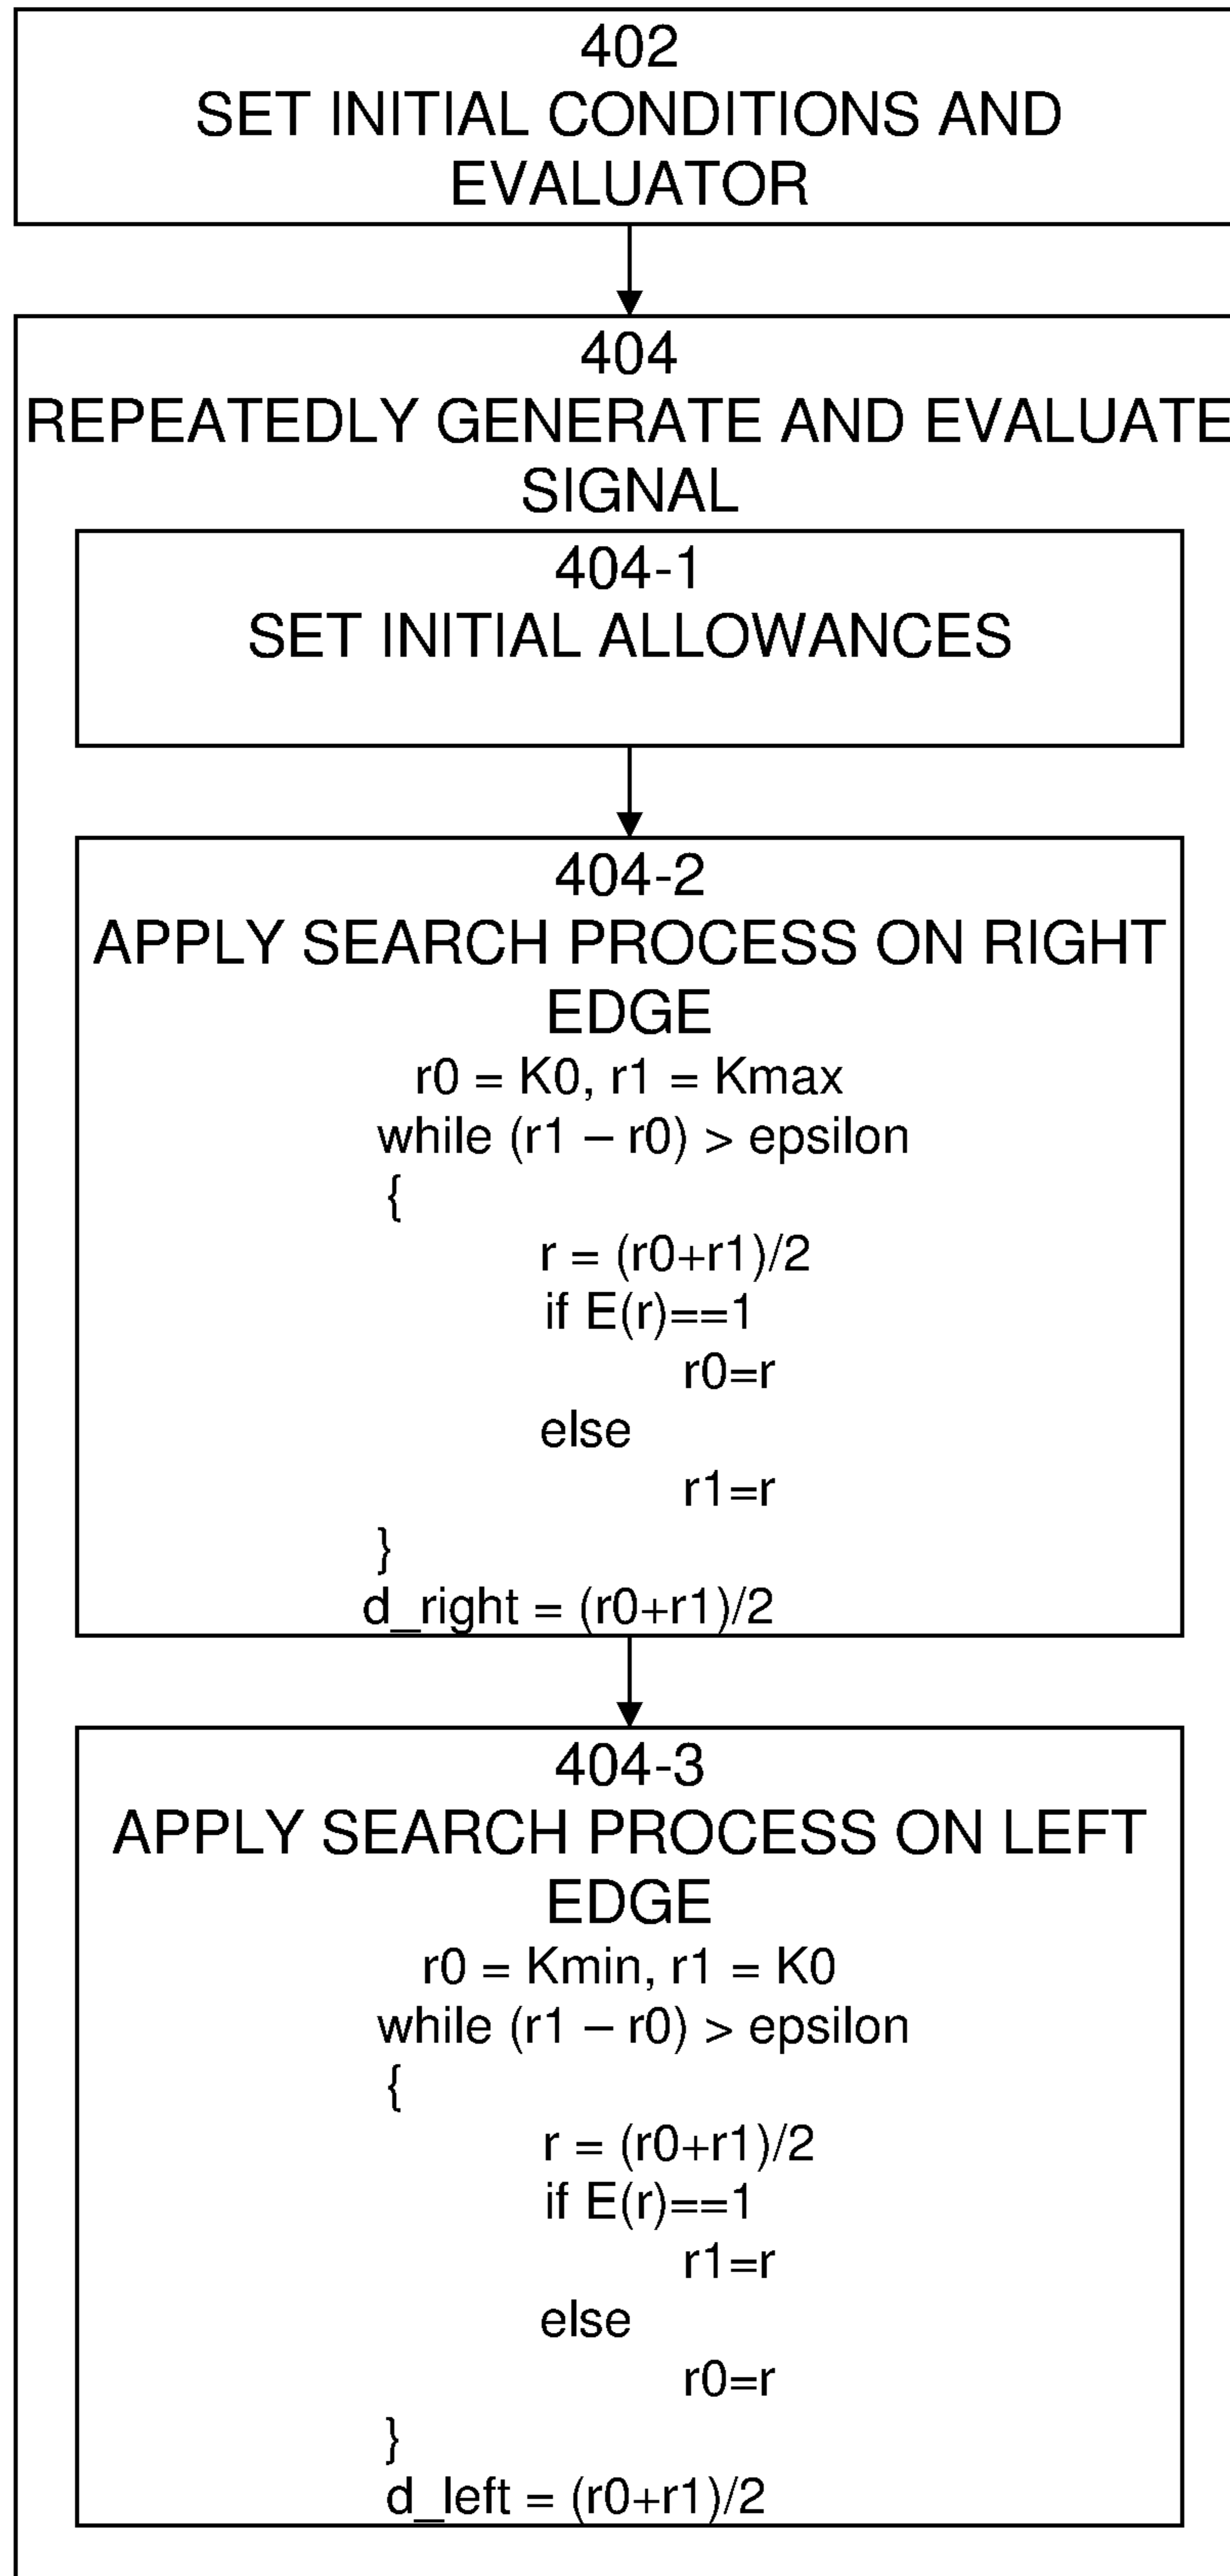 402
SET INITIAL CONDITIONS AND
EVALUATOR
404
REPEATEDLY GENERATE AND EVALUATE
SIGNAL
404-1
SET INITIAL ALLOWANCES
404-2
APPLY SEARCH PROCESS ON RIGHT
EDGE
r0 = K0, r1 = Kmax
while (r1 – r0) > epsilon
{
r = (r0+r1)/2
if E(r)==1
r0=r
else
r1=r
}
d_right = (r0+r1)/2
404-3
APPLY SEARCH PROCESS ON LEFT
EDGE
r0 = Kmin, r1 = K0
while (r1 – r0) > epsilon
{
r = (r0+r1)/2
if E(r)==1
r1=r
else
r0=r
}
d_left = (r0+r1)/2